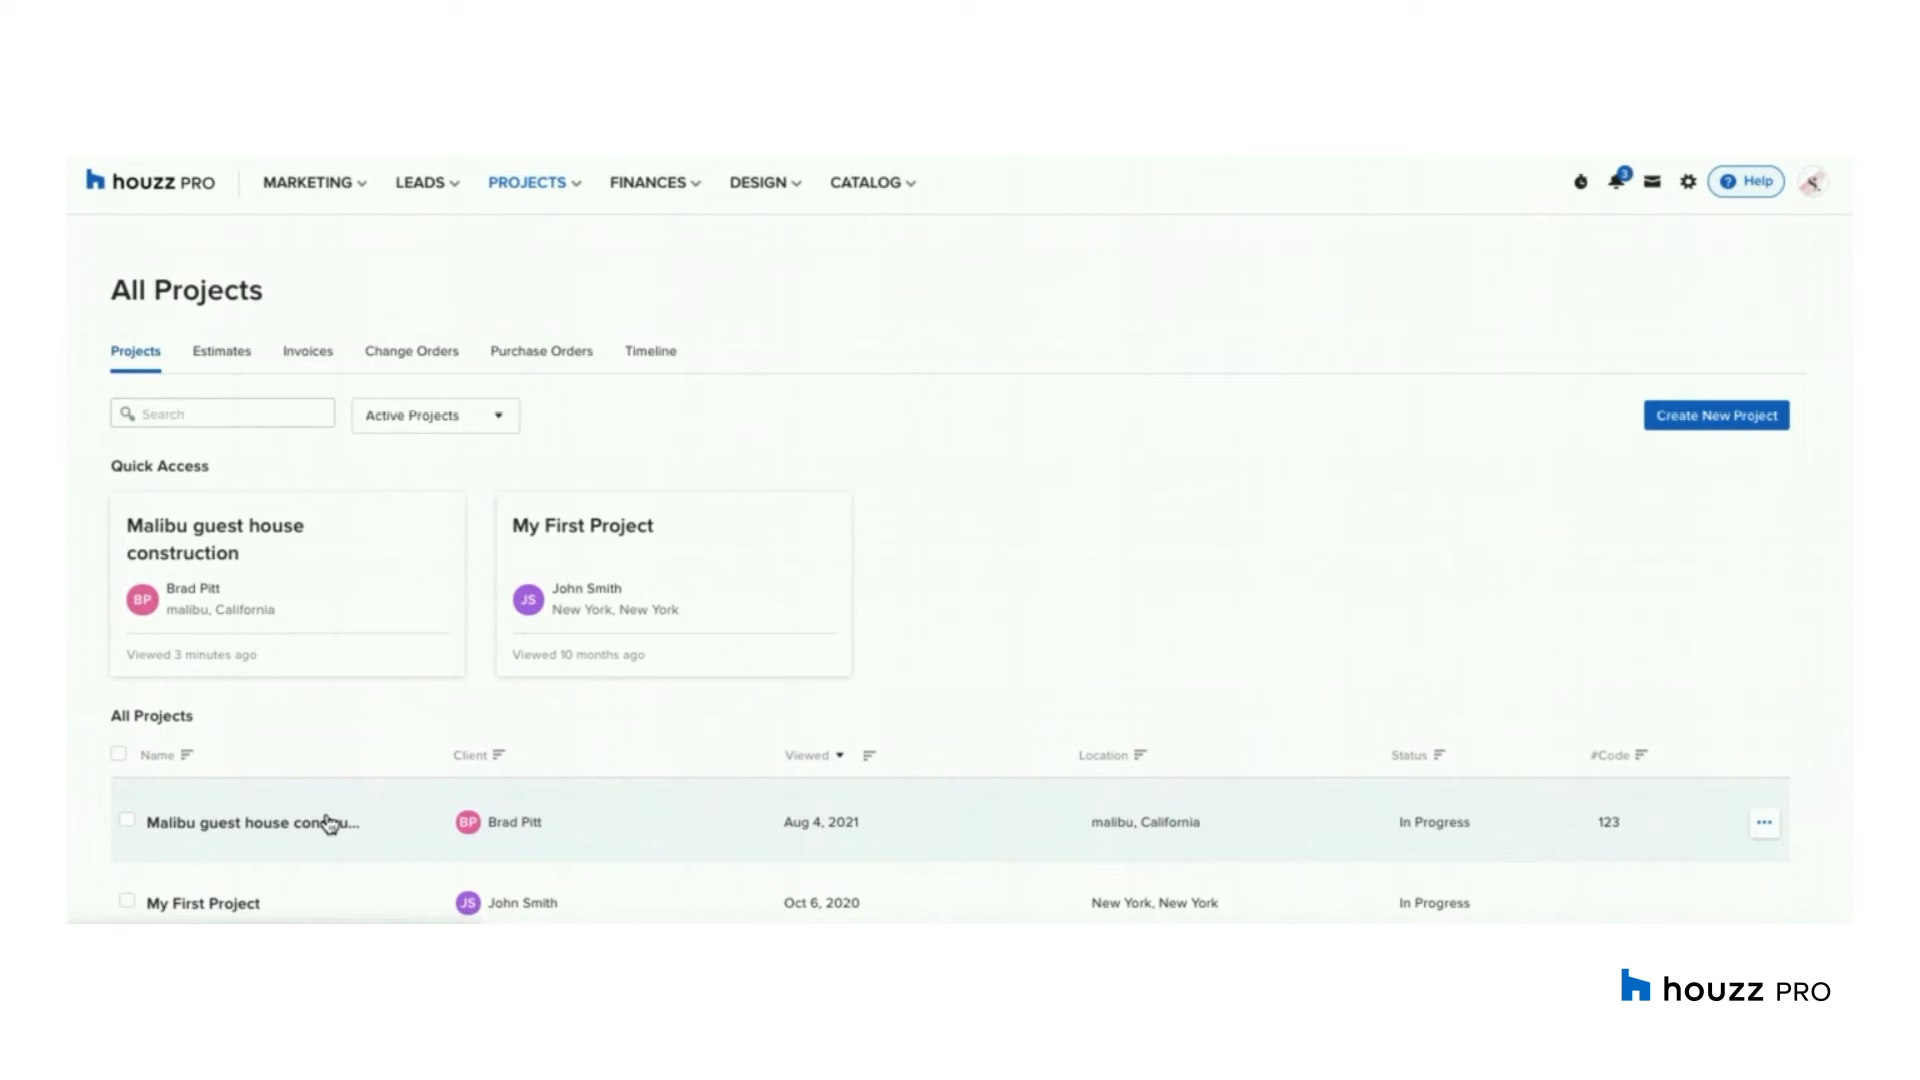 houzz PRO MARKETING LEADS PROJECTS FINANCES DESIGN CATALOG 3 ? Help
All Projects
Projects Estimates Invoices Change Orders Purchase Orders Timeline
Search Active Projects Create New Project
Quick Access
Malibu guest house
construction
BP Brad Pitt
malibu, California
Viewed 3 minutes ago
My First Project
JS John Smith
New York, New York
Viewed 10 months ago
All Projects
Name Client Viewed Location Status #Code
Malibu guest house constru... BP Brad Pitt Aug 4, 2021 malibu, California In Progress 123 ...
My First Project JS John Smith Oct 6, 2020 New York, New York In Progress
houzz PRO